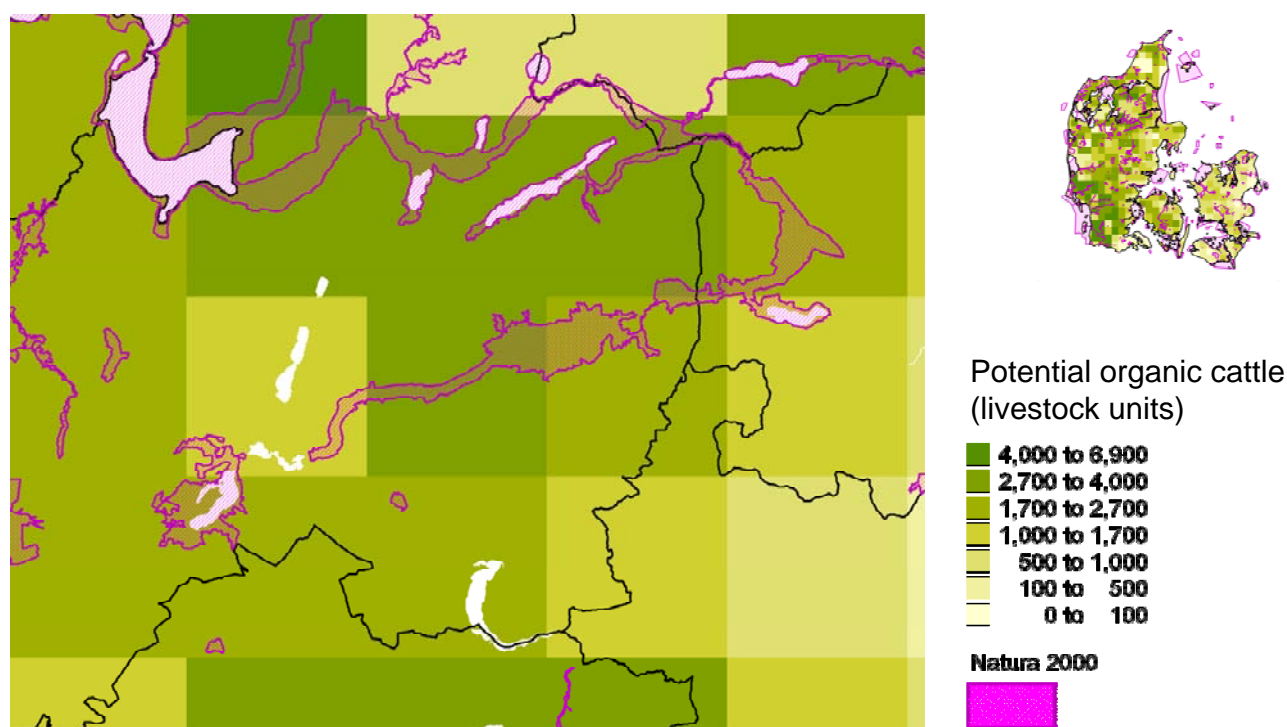 Potential organic cattle
(livestock units)
4,000 to 6,900
2,700 to 4,000
1,700 to 2,700
1,000 to 1,700
500 to 1,000
100 to 500
0 to 100
Natura 2000